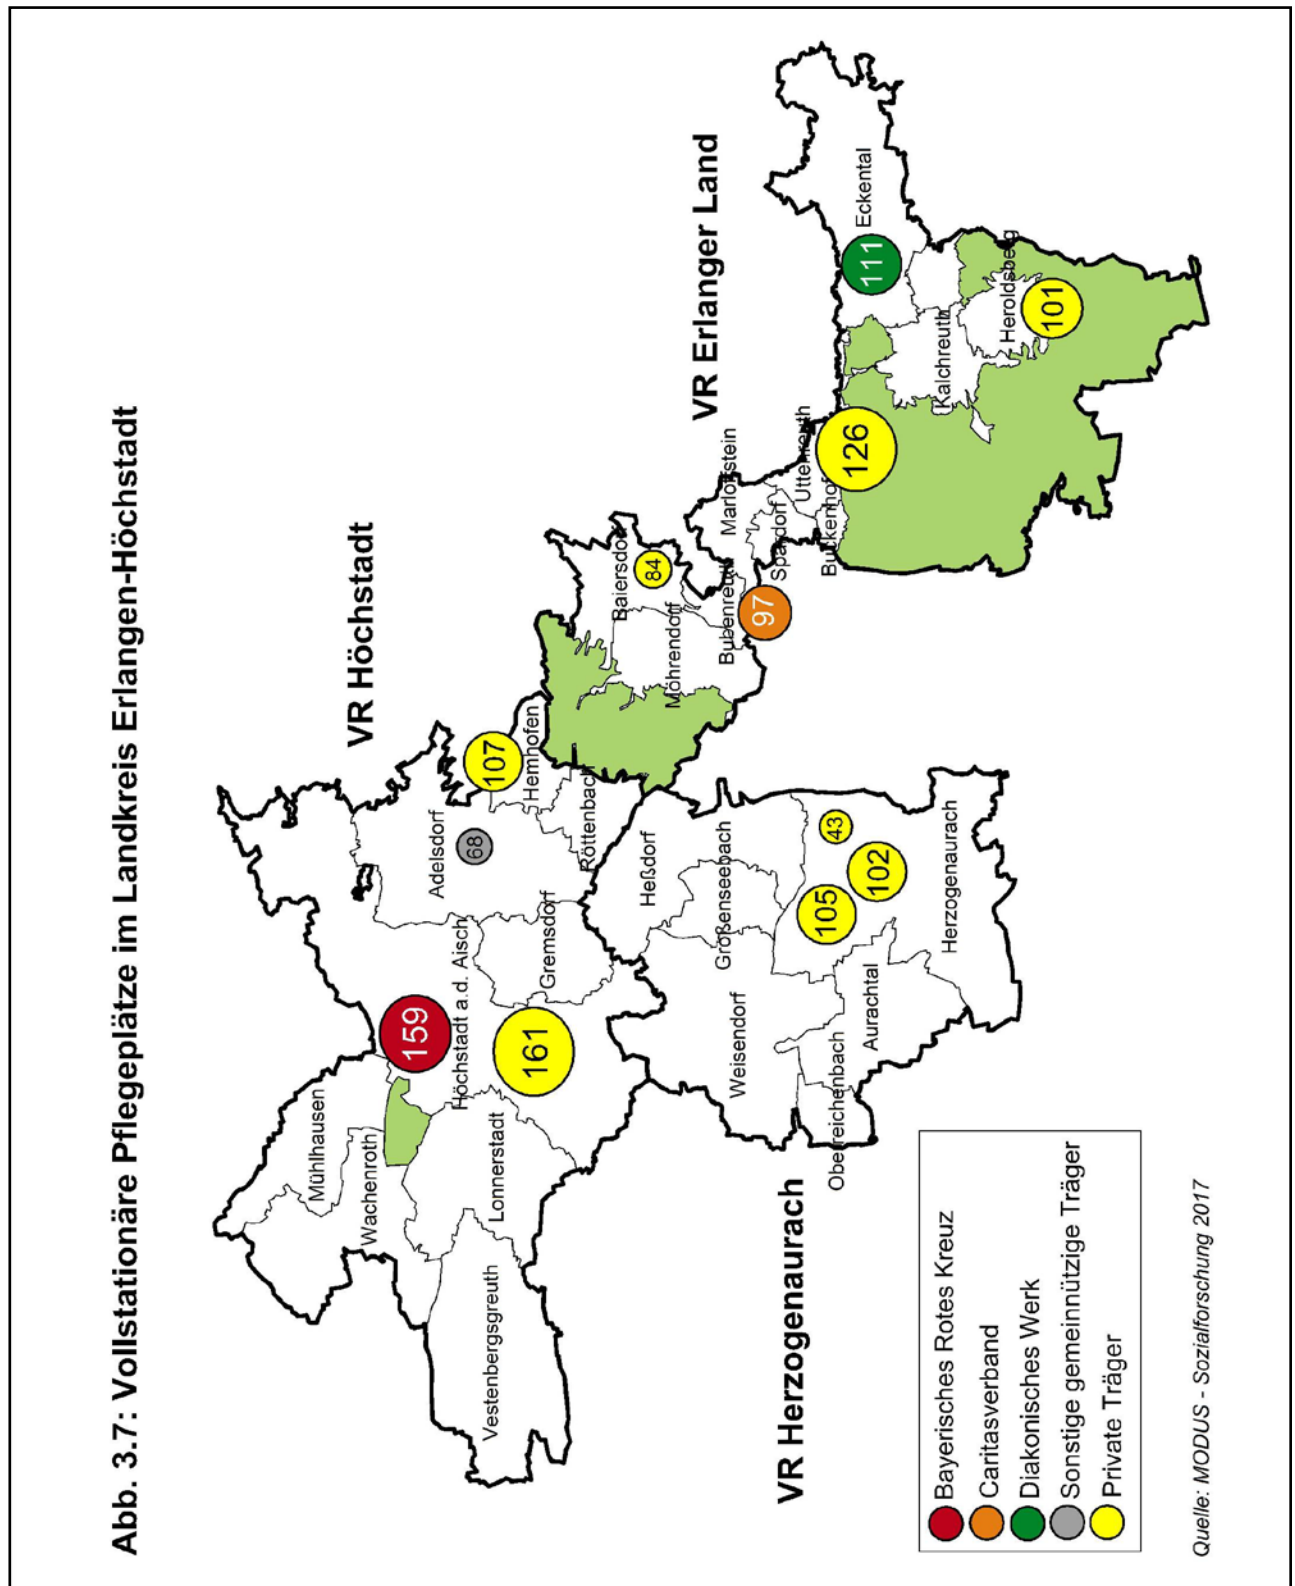 Abb. 3.7: Vollstationäre Pflegeplätze im Landkreis Erlangen-Höchstadt
VR Höchstadt
Mühlhausen
Wachenroth
Vestenbergsgreuth
Lonnerstadt
159
Höchstadt a.d. Aisch
161
Gremsdorf
Adelsdorf
68
107
Hemhofen
Röttenbach
VR Erlanger Land
Baiersdorf
84
Möhrendorf
Bubenreuth
97
Marloffstein
Spardorf
Uttenreuth
Buckenhof
126
Eckental
111
Kalchreuth
Heroldsberg
101
VR Herzogenaurach
Heßdorf
Großenseebach
Weisendorf
Oberreichenbach
Aurachtal
105
102
43
Herzogenaurach
Bayerisches Rotes Kreuz
Caritasverband
Diakonisches Werk
Sonstige gemeinnützige Träger
Private Träger
Quelle: MODUS - Sozialforschung 2017